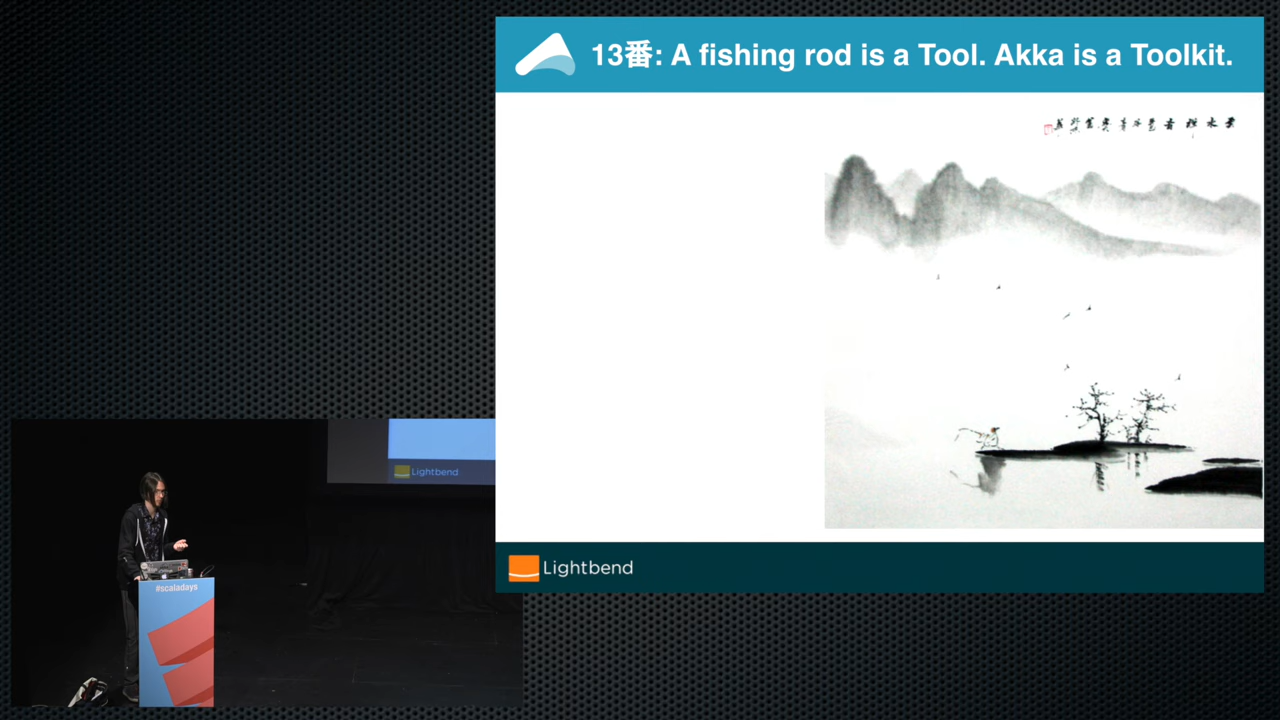 13番: A fishing rod is a Tool. Akka is a Toolkit.
Lightbend
Lightbend
#scaladays